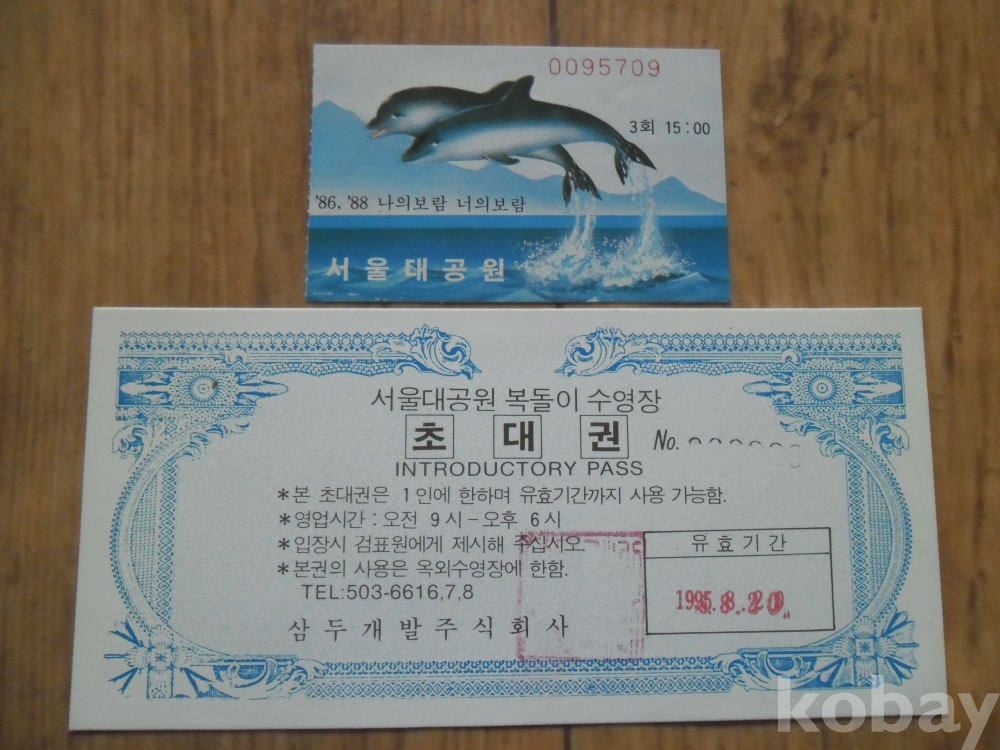 0095709
3회 15:00
'86, '88 나의보람 너의보람
서울대공원
서울대공원 복돌이 수영장
초대권 No.
INTRODUCTORY PASS
*본 초대권은 1인에 한하며 유효기간까지 사용 가능함.
*영업시간 : 오전 9시-오후 6시
*입장시 검표원에게 제시해 주십시오.
*본권의 사용은 옥외수영장에 한함.
TEL:503-6616,7,8
삼두개발주식회사
유효기간
1995.8.20
kobay